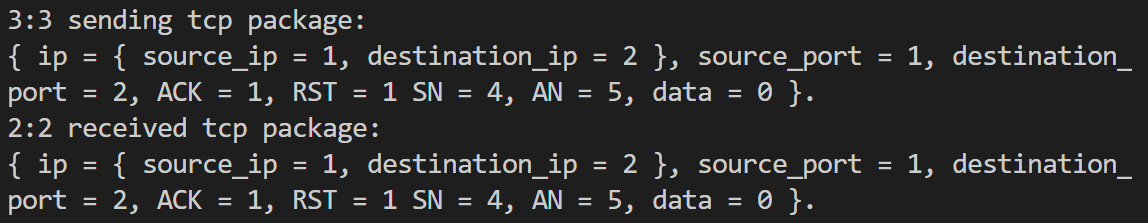 3:3 sending tcp package:
{ ip = { source_ip = 1, destination_ip = 2 }, source_port = 1, destination_
port = 2, ACK = 1, RST = 1 SN = 4, AN = 5, data = 0 }.
2:2 received tcp package:
{ ip = { source_ip = 1, destination_ip = 2 }, source_port = 1, destination_
port = 2, ACK = 1, RST = 1 SN = 4, AN = 5, data = 0 }.